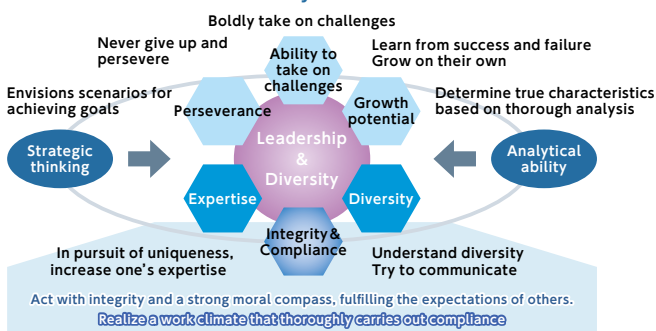 Boldly take on challenges
Never give up and
persevere
Ability to
take on
challenges
Learn from success and failure
Grow on their own
Envisions scenarios for
achieving goals
Perseverance
Growth
potential
Determine true characteristics
based on thorough analysis
Strategic
thinking
Leadership
&
Diversity
Analytical
ability
Expertise
Diversity
Integrity &
Compliance
In pursuit of uniqueness,
increase one's expertise
Understand diversity
Try to communicate
Act with integrity and a strong moral compass, fulfilling the expectations of others.
Realize a work climate that thoroughly carries out compliance